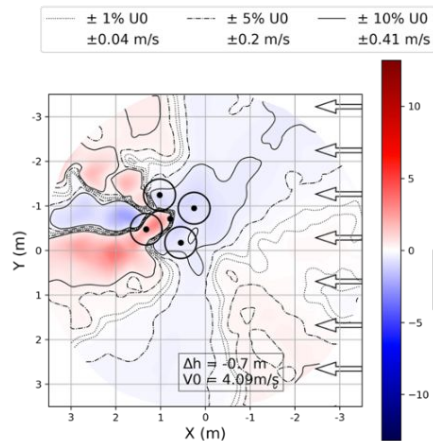 ± 1% U0 ± 5% U0 ± 10% U0
±0.04 m/s ±0.2 m/s ±0.41 m/s
-3
-2
-1
0
1
2
3
Y (m)
Δh = -0.7 m
V0 = 4.09m/s
3 2 1 0 -1 -2 -3
X (m)
10
5
0
-5
-10